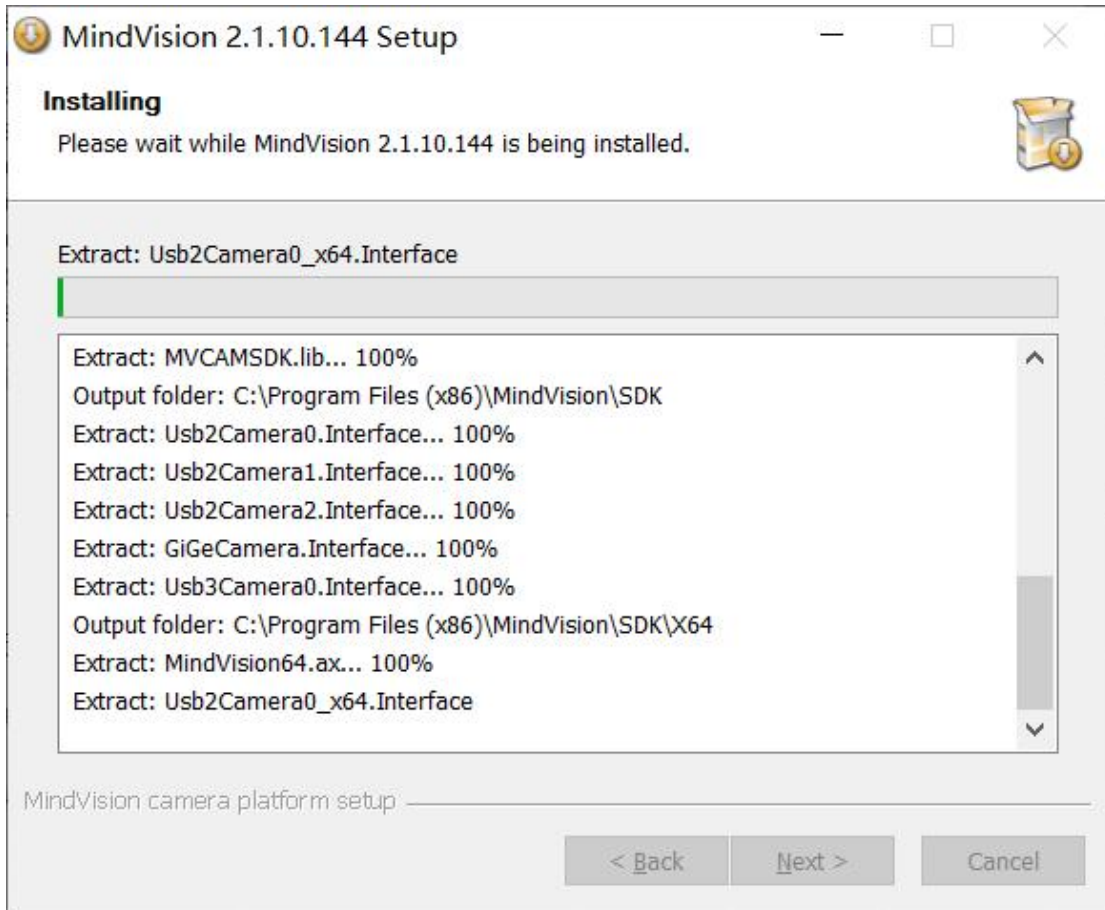 MindVision 2.1.10.144 Setup
Installing
Please wait while MindVision 2.1.10.144 is being installed.
Extract: Usb2Camera0_x64.Interface
Extract: MVCAMSDK.lib... 100%
Output folder: C:\Program Files (x86)\MindVision\SDK
Extract: Usb2Camera0.Interface... 100%
Extract: Usb2Camera1.Interface... 100%
Extract: Usb2Camera2.Interface... 100%
Extract: GiGeCamera.Interface... 100%
Extract: Usb3Camera0.Interface... 100%
Output folder: C:\Program Files (x86)\MindVision\SDK\X64
Extract: MindVision64.ax... 100%
Extract: Usb2Camera0_x64.Interface
MindVision camera platform setup
< Back Next > Cancel